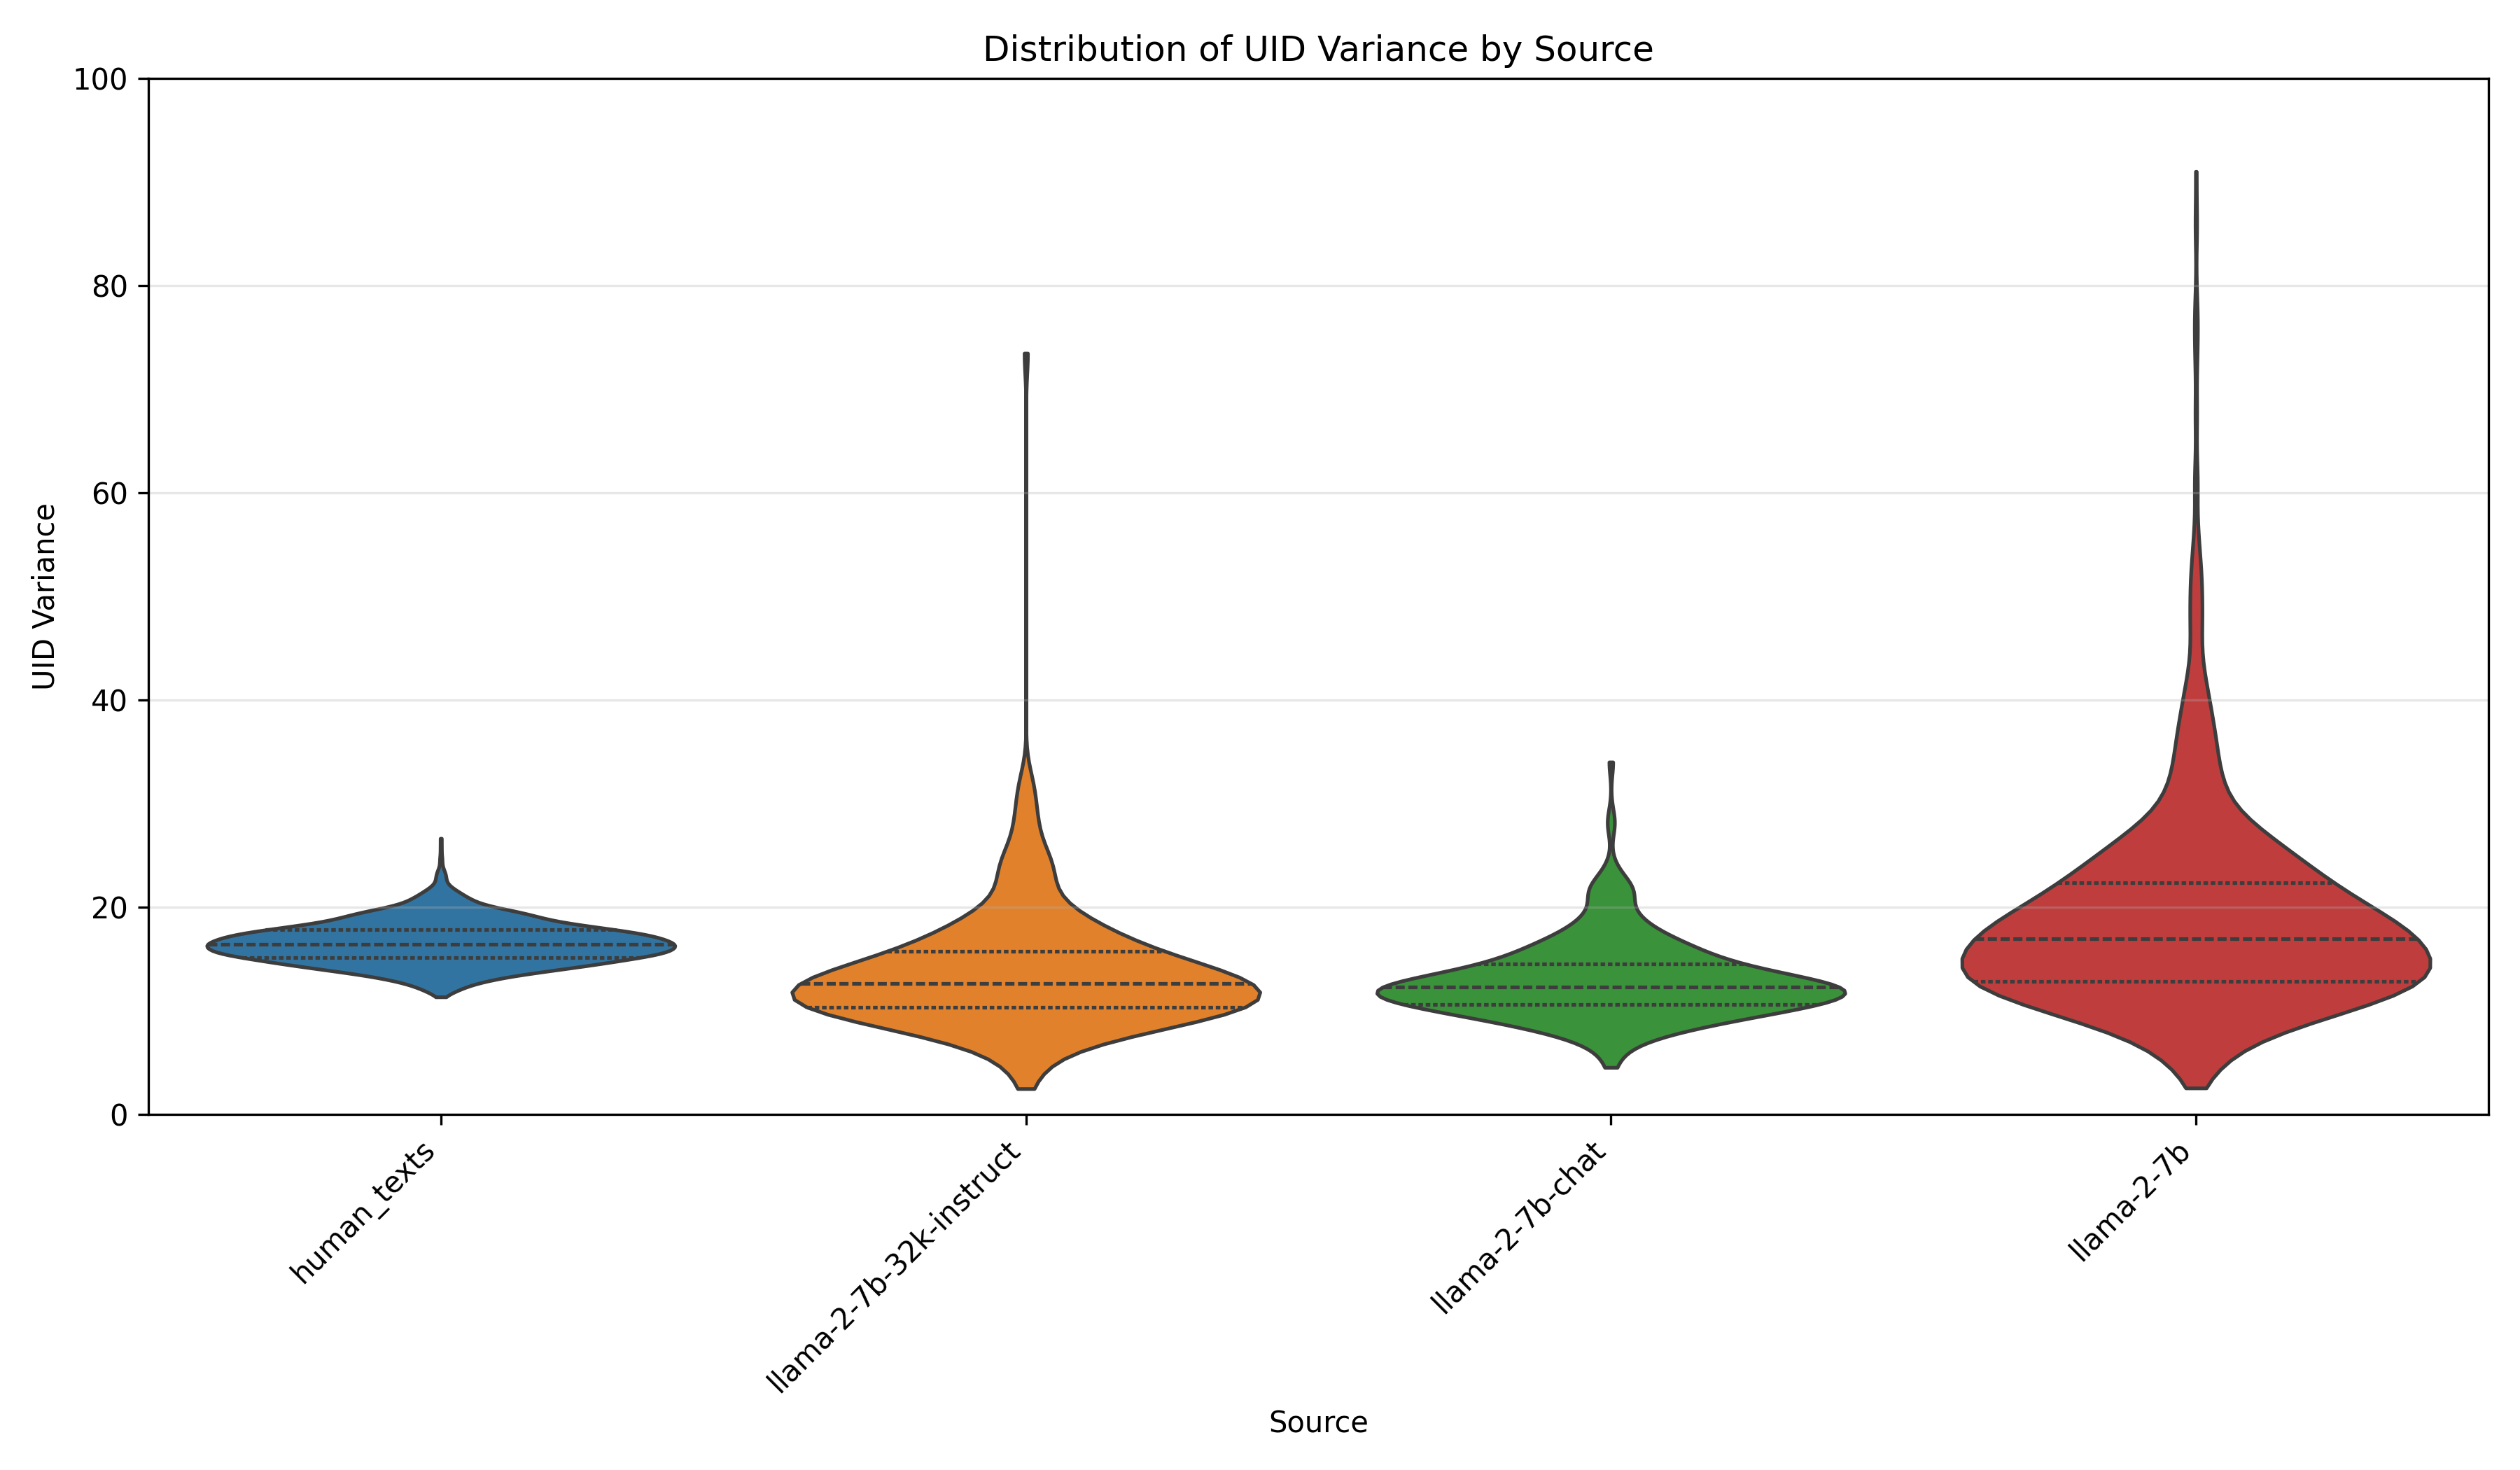 Distribution of UID Variance by Source
UID Variance
100
80
60
40
20
0
human_texts
llama-2-7b-32k-instruct
llama-2-7b-chat
llama-2-7b
Source